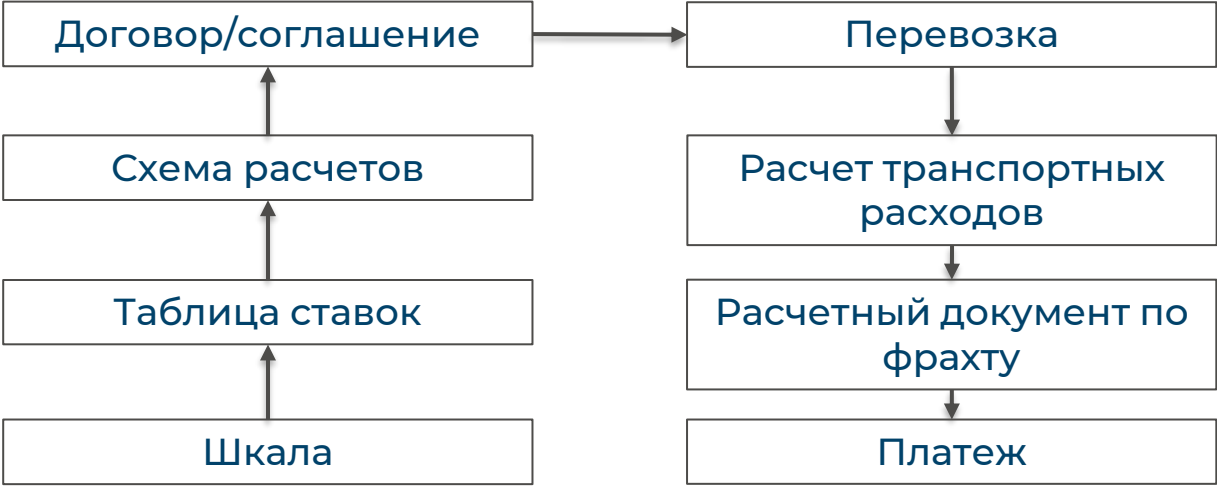 Договор/соглашение
Перевозка
Схема расчетов
Расчет транспортных
расходов
Таблица ставок
Расчетный документ по
фрахту
Шкала
Платеж